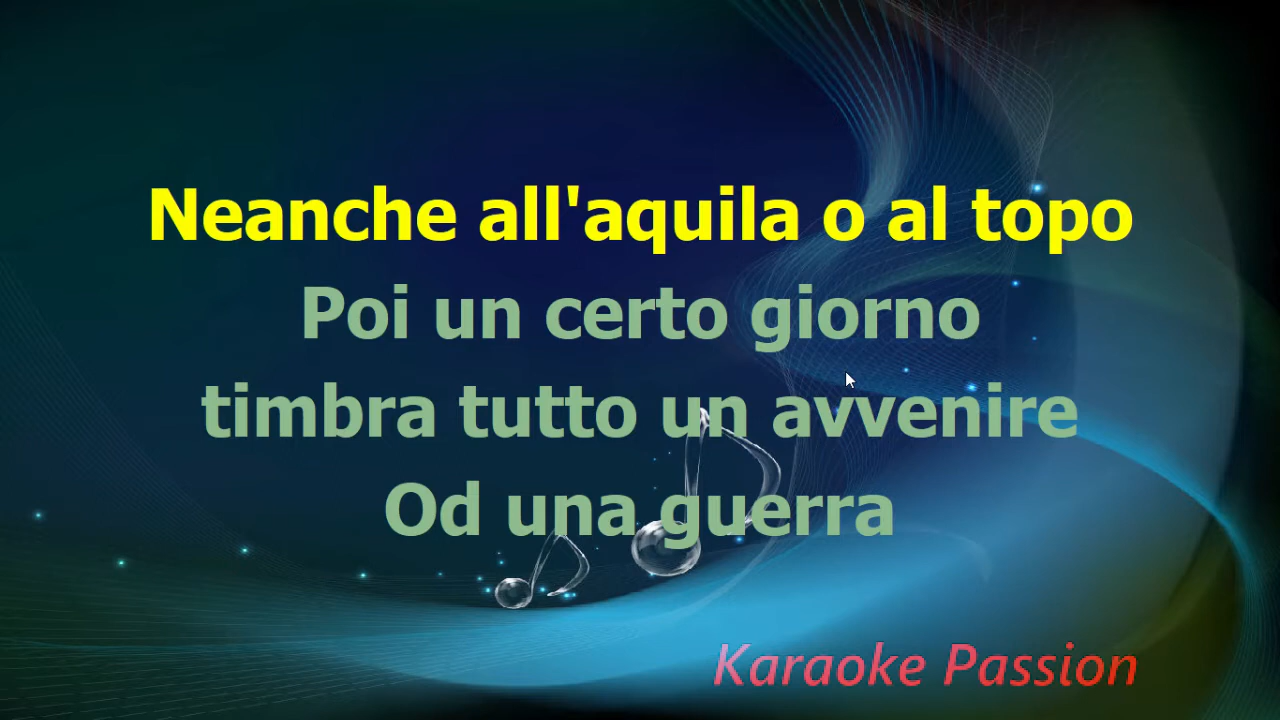 Neanche all'aquila o al topo
Poi un certo giorno
timbra tutto un avvenire
Od una guerra
Karaoke Passion